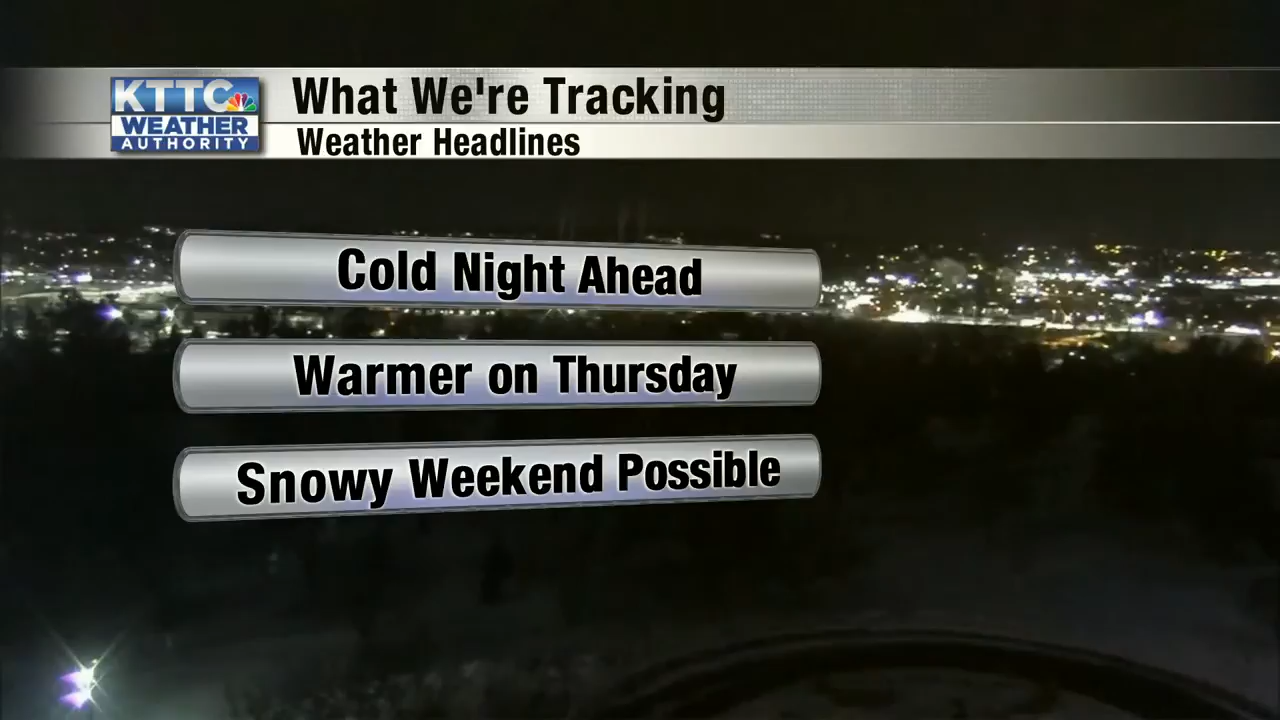 KTTC
WEATHER
AUTHORITY
What We're Tracking
Weather Headlines
Cold Night Ahead
Warmer on Thursday
Snowy Weekend Possible